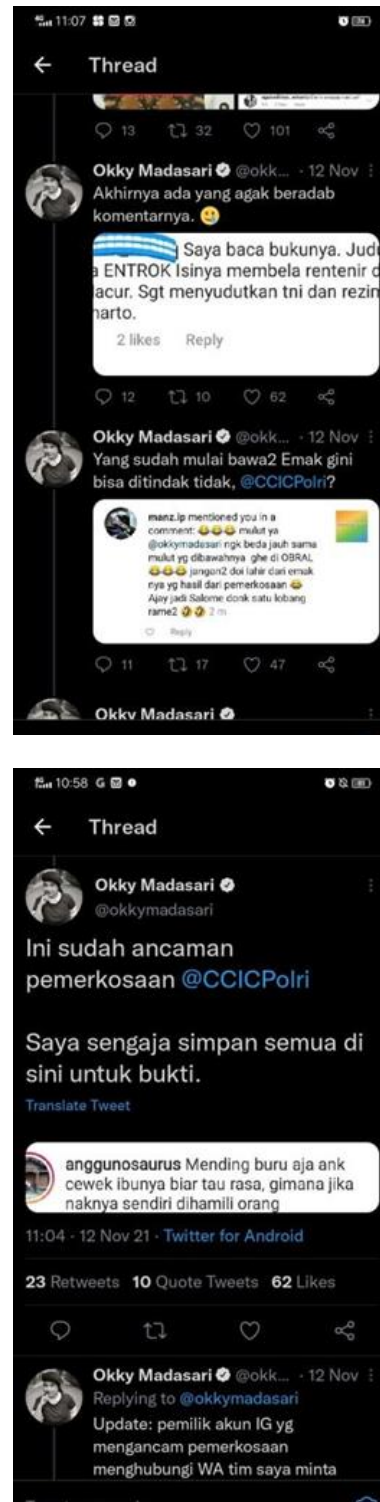 11:07
Thread
13 32 101
Okky Madasari @okk... · 12 Nov
Akhirnya ada yang agak beradab
komentarnya.
Saya baca bukunya. Jud
ENTROK Isinya membela rentenir d
lacur. Sgt menyudutkan tni dan rezin
harto.
2 likes Reply
12 10 62
Okky Madasari @okk... · 12 Nov
Yang sudah mulai bawa2 Emak gini
bisa ditindak tidak, @CCICPolri?
manz.ip mentioned you in a
comment: 😂😂😂 mulut ya
@okkymadasari ngk beda jauh sama
mulut yg dibawahnya ghe di OBRAL
😂😂😂 jangan2 doi lahir dari emak
nya yg hasil dari pemerkosaan 😂
Ajay jadi Salome donk satu lobang
rame2 🤣🤣 2 m
Reply
11 17 47
Okky Madasari
10:58 G
Thread
Okky Madasari
@okkymadasari
Ini sudah ancaman
pemerkosaan @CCICPolri
Saya sengaja simpan semua di
sini untuk bukti.
Translate Tweet
anggunosaurus Mending buru aja ank
cewek ibunya biar tau rasa, gimana jika
naknya sendiri dihamili orang
11:04 · 12 Nov 21 · Twitter for Android
23 Retweets 10 Quote Tweets 62 Likes
Okky Madasari @okk... · 12 Nov
Replying to @okkymadasari
Update: pemilik akun IG yg
mengancam pemerkosaan
menghubungi WA tim saya minta